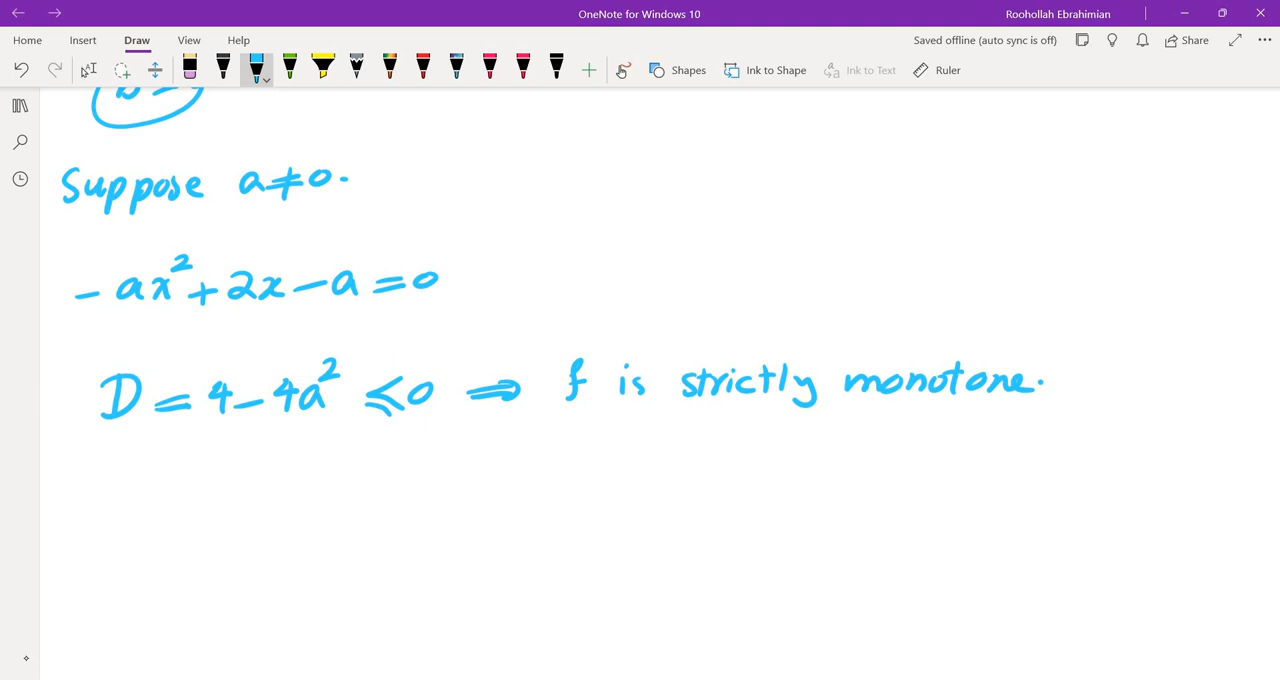 OneNote for Windows 10
Roohollah Ebrahimian
Home Insert Draw View Help
Saved offline (auto sync is off)
Share
Shapes
Ink to Shape
Ink to Text
Ruler
Suppose a≠0.
-ax²+2x-a=0
D=4-4a²≤0 ⇒ f is strictly monotone.